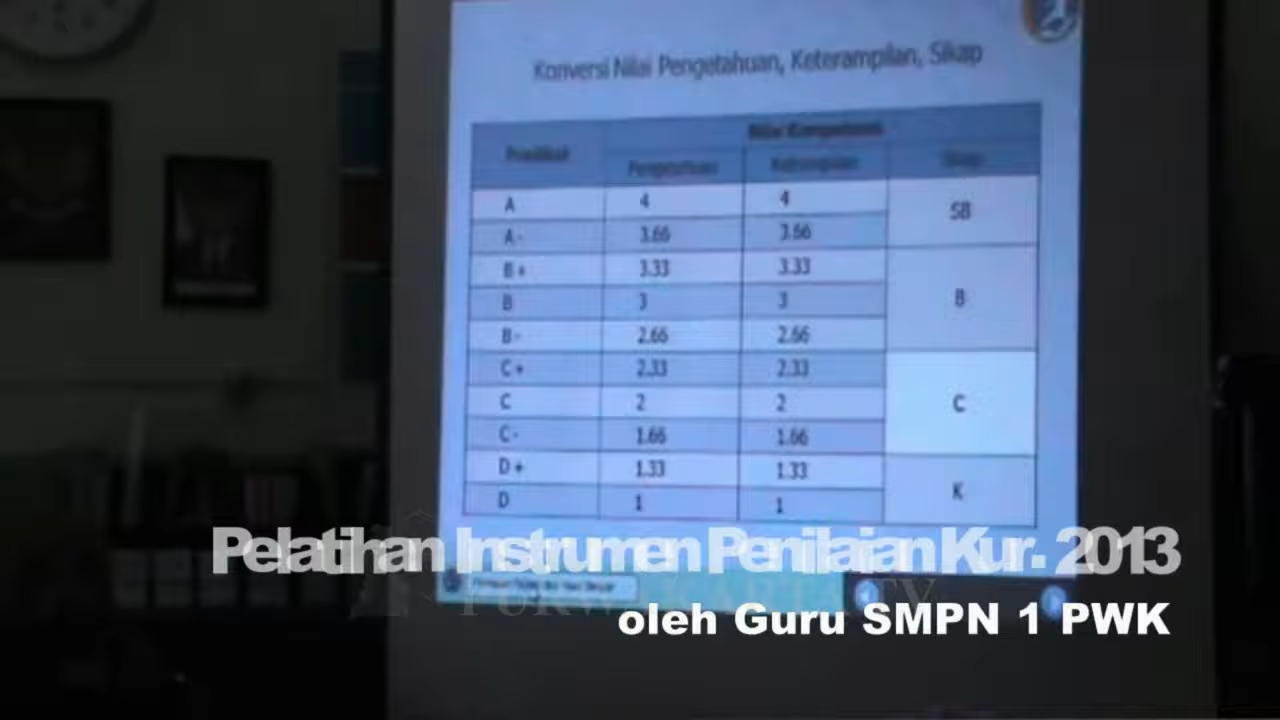 Konversi Nilai Pengetahuan, Keterampilan, Sikap
Predikat Nilai Kompetensi
Pengetahuan Keterampilan Sikap
A 4 4 SB
A- 3.66 3.66
B+ 3.33 3.33 B
B 3 3
B- 2.66 2.66
C+ 2.33 2.33 C
C 2 2
C- 1.66 1.66
D+ 1.33 1.33 K
D 1 1
Pelatihan Instrumen Penilaian Kur. 2013
PURWAKARTA TV
oleh Guru SMPN 1 PWK